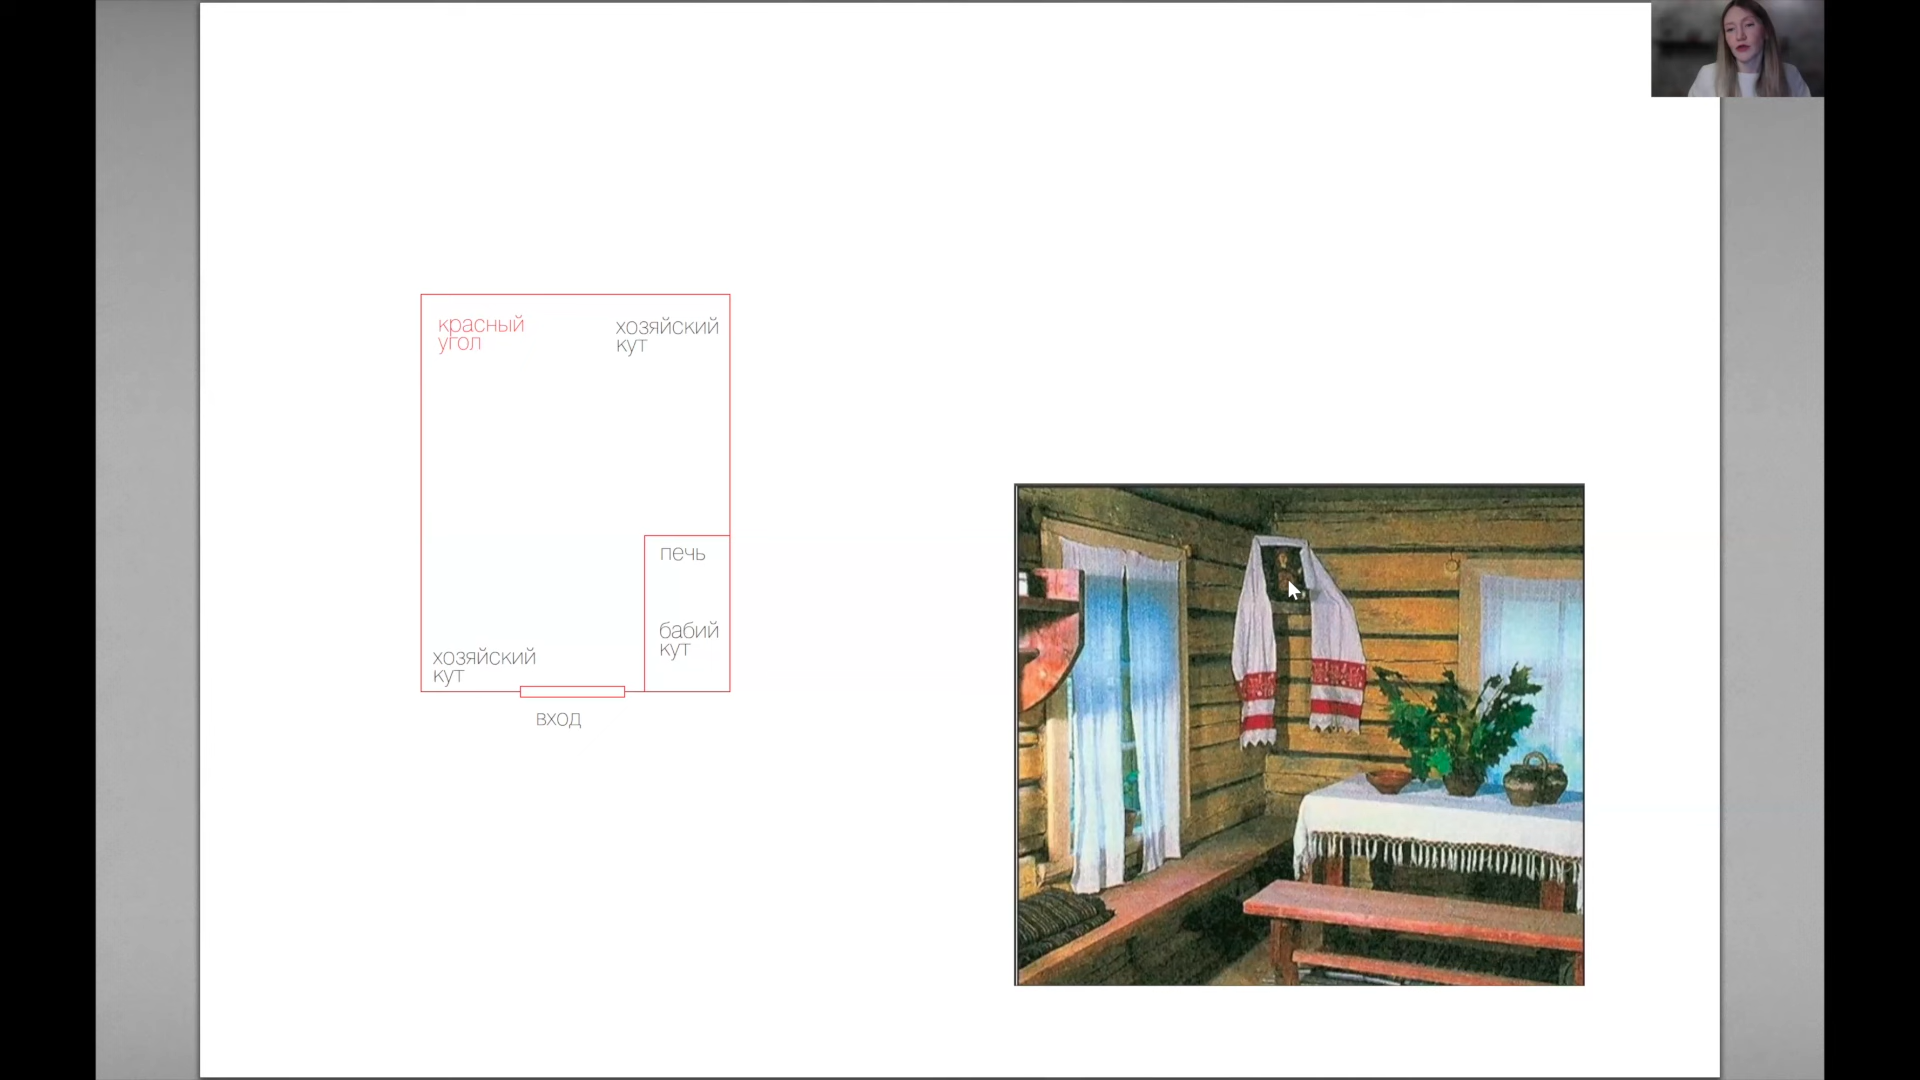 красный
угол
хозяйский
кут
печь
бабий
кут
хозяйский
кут
вход